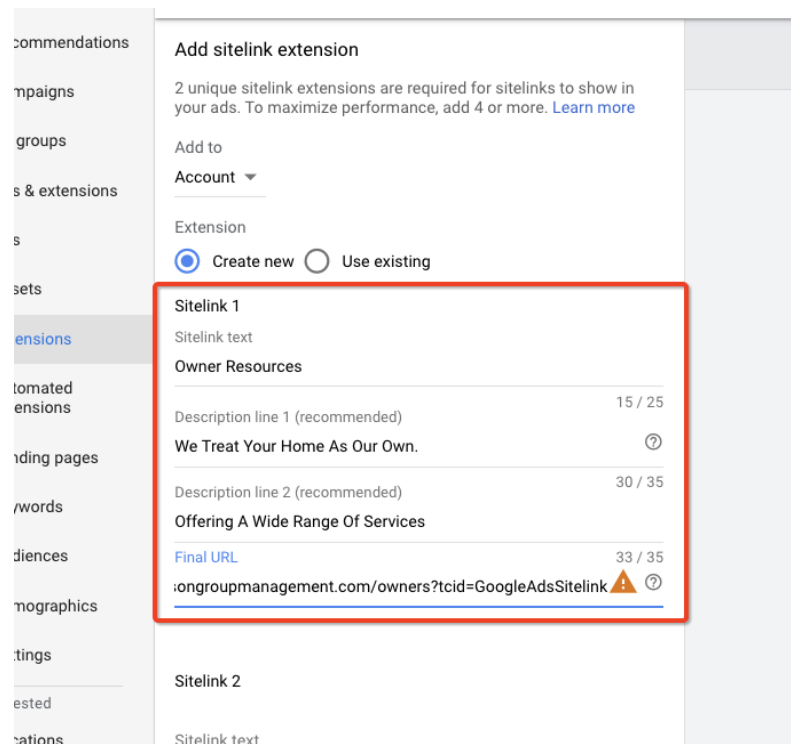 commendations
mpaigns
groups
s & extensions
s
sets
ensions
tomated
ensions
nding pages
ywords
diences
mographics
ttings
ested
cations
Add sitelink extension
2 unique sitelink extensions are required for sitelinks to show in
your ads. To maximize performance, add 4 or more. Learn more
Add to
Account
Extension
Create new
Use existing
Sitelink 1
Sitelink text
Owner Resources
15 / 25
Description line 1 (recommended)
We Treat Your Home As Our Own.
30 / 35
Description line 2 (recommended)
Offering A Wide Range Of Services
33 / 35
Final URL
songroupmanagement.com/owners?tcid=GoogleAdsSitelink
Sitelink 2
Sitelink text